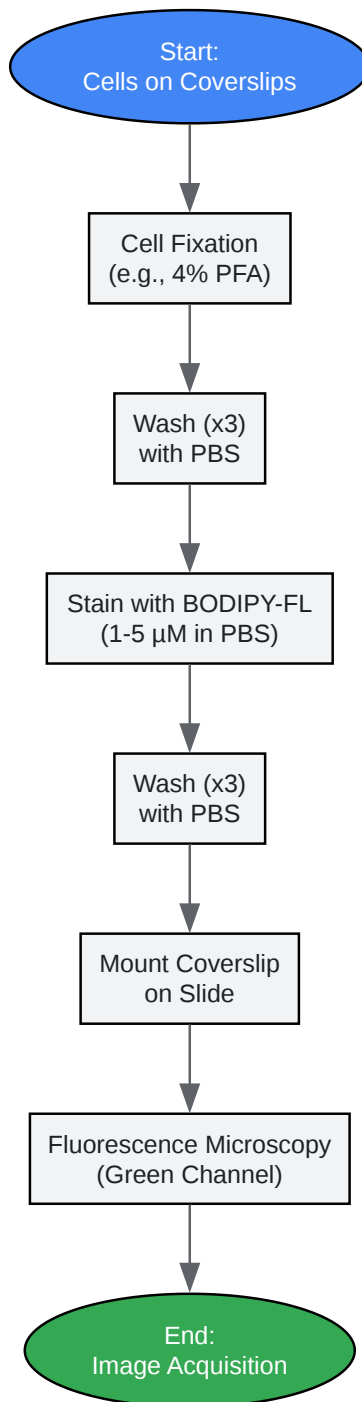 Start:
Cells on Coverslips
Cell Fixation
(e.g., 4% PFA)
Wash (x3)
with PBS
Stain with BODIPY-FL
(1-5 µM in PBS)
Wash (x3)
with PBS
Mount Coverslip
on Slide
Fluorescence Microscopy
(Green Channel)
End:
Image Acquisition